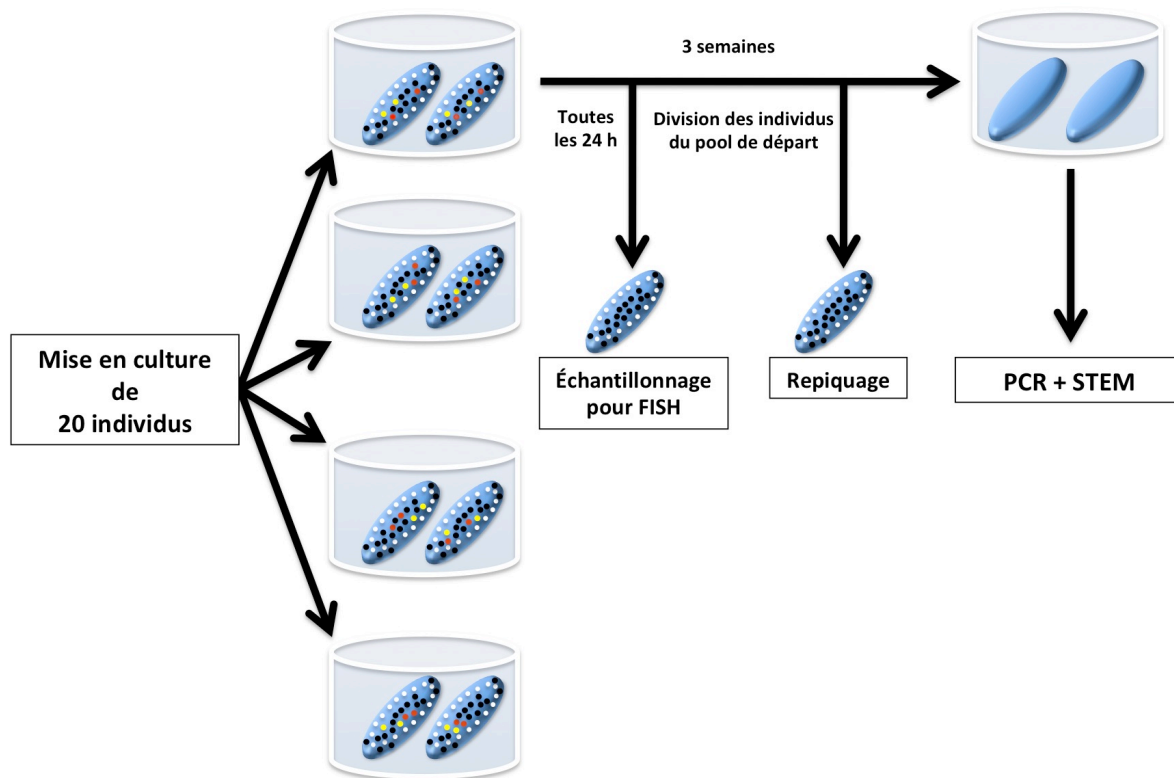 3 semaines
Toutes
les 24 h
Division des individus
du pool de départ
Mise en culture
de
20 individus
Échantillonnage
pour FISH
Repiquage
PCR + STEM